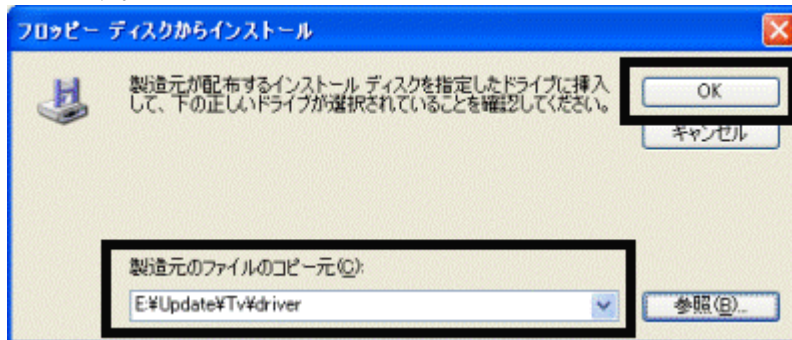 フロッピー ディスクからインストール
製造元が配布するインストール ディスクを指定したドライブに挿入
して、下の正しいドライブが選択されていることを確認してください。
OK
キャンセル
製造元のファイルのコピー元(C):
E:¥Update¥Tv¥driver
参照(B)...